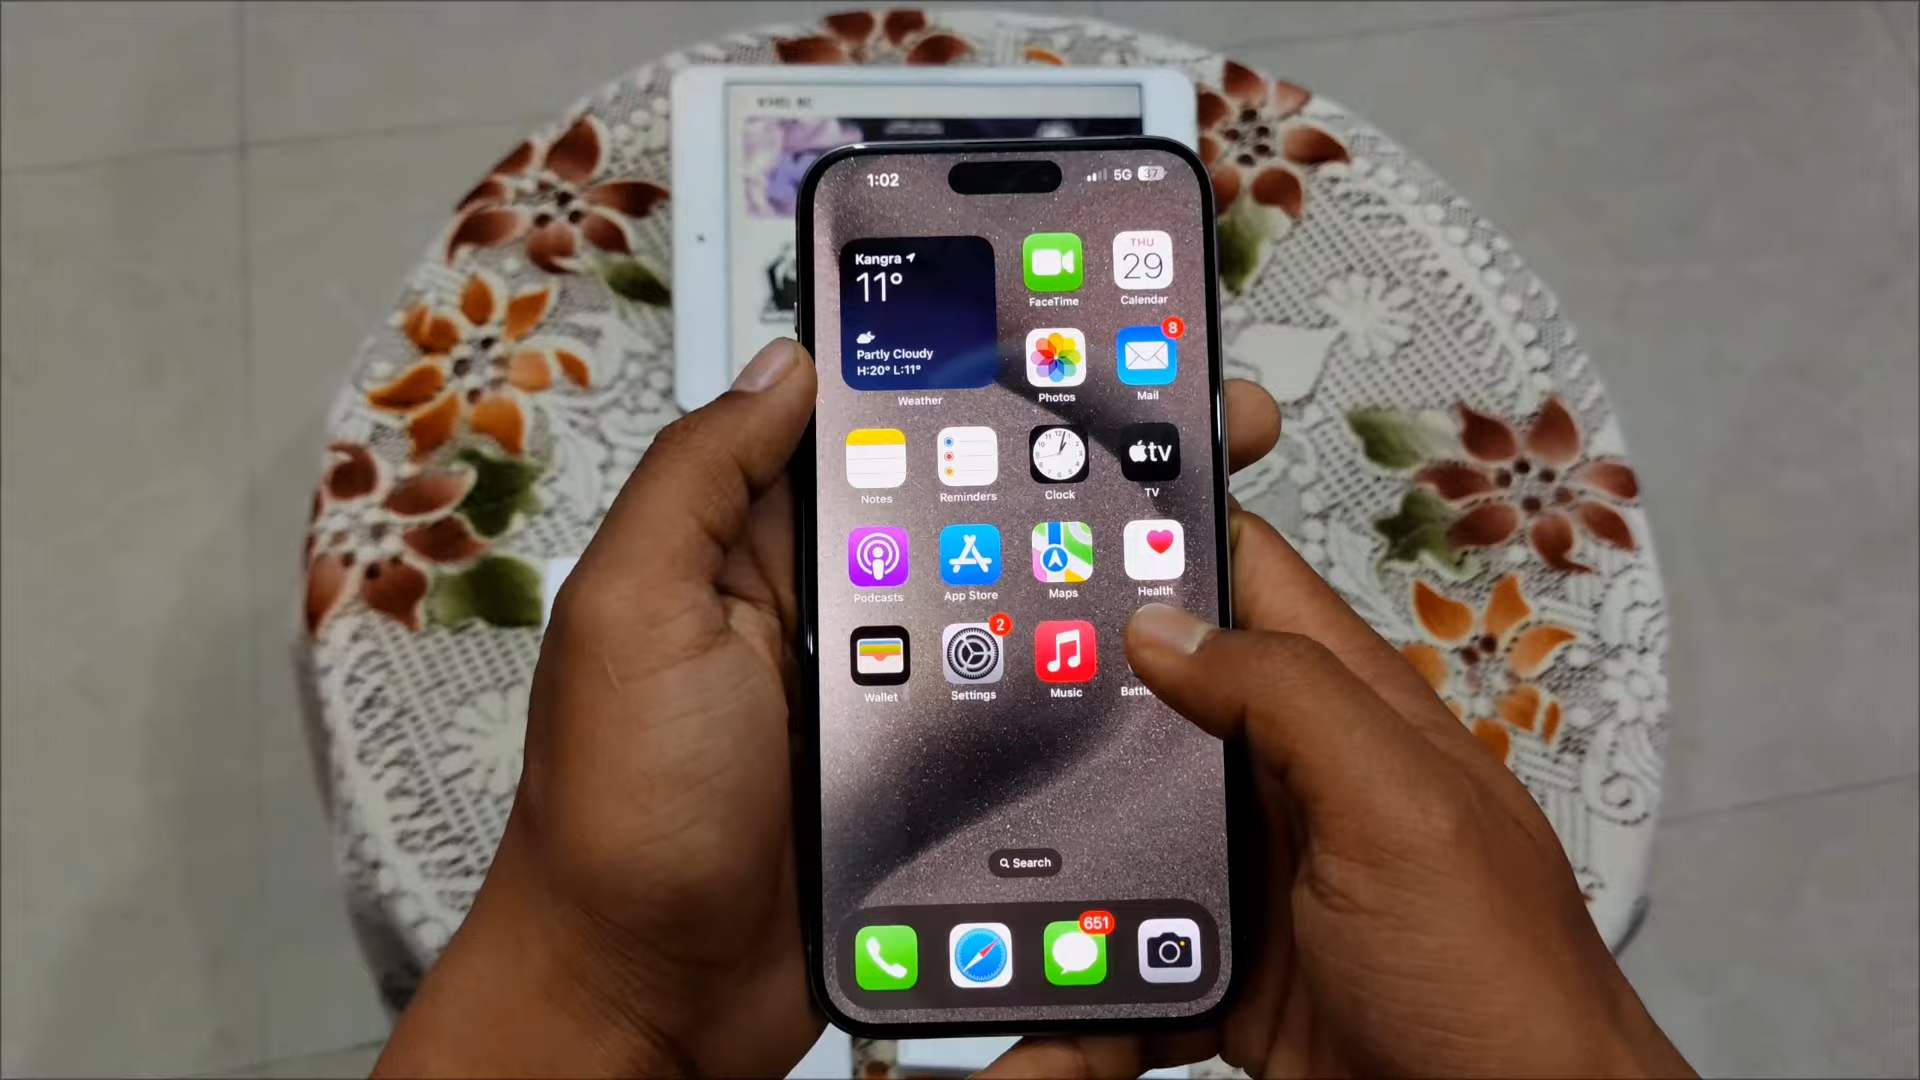 1:02
5G 37
Kangra
11°
Partly Cloudy
H:20° L:11°
Weather
FaceTime
THU
29
Calendar
Photos
8
Mail
Notes
Reminders
Clock
tv
TV
Podcasts
App Store
Maps
Health
Wallet
2
Settings
Music
Search
651